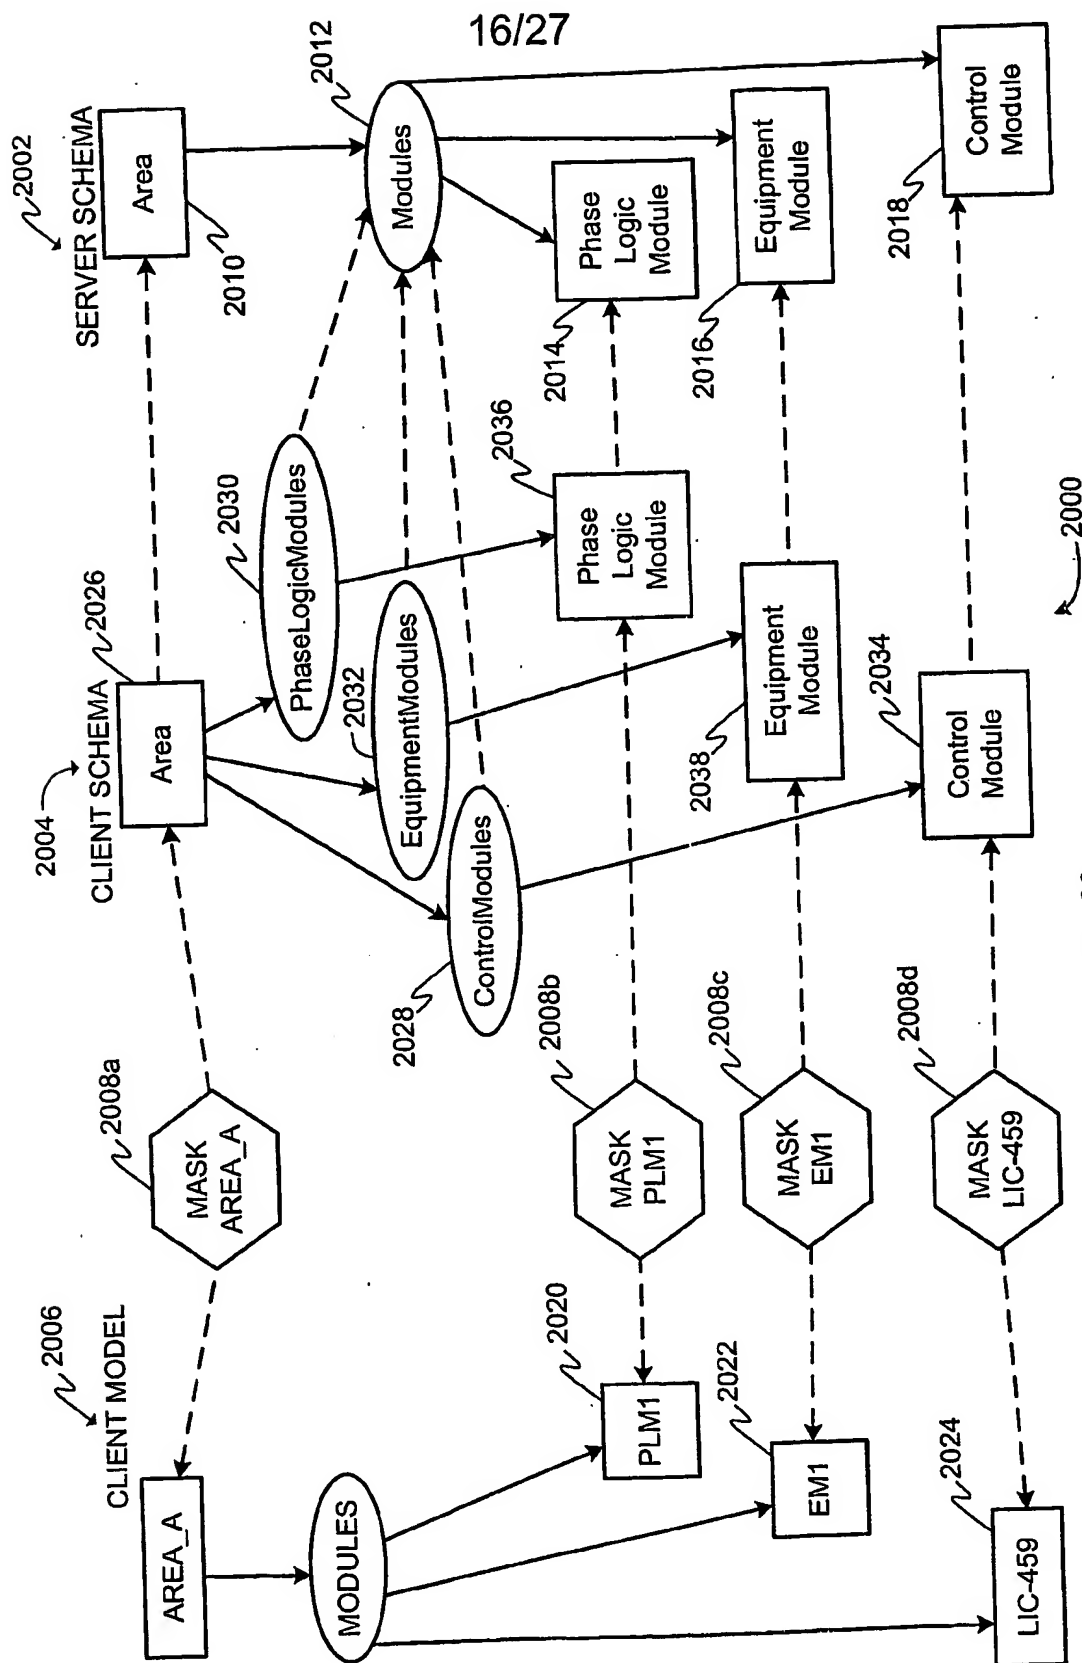 16/27
2006
CLIENT MODEL
AREA_A
MODULES
PLM1
2020
EM1
2022
LIC-459
2024
MASK
AREA_A
2008a
MASK
PLM1
2008b
MASK
EM1
2008c
MASK
LIC-459
2008d
2004
CLIENT SCHEMA
Area
2026
PhaseLogicModules
2030
EquipmentModules
2032
ControlModules
2028
Phase
Logic
Module
2036
Equipment
Module
2038
Control
Module
2034
2002
SERVER SCHEMA
Area
2010
Modules
2012
Phase
Logic
Module
2014
Equipment
Module
2016
Control
Module
2018
2000